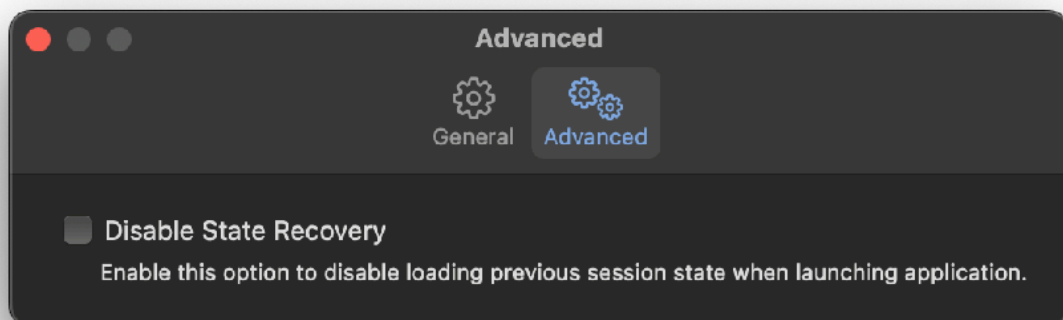 Advanced
General
Advanced
Disable State Recovery
Enable this option to disable loading previous session state when launching application.